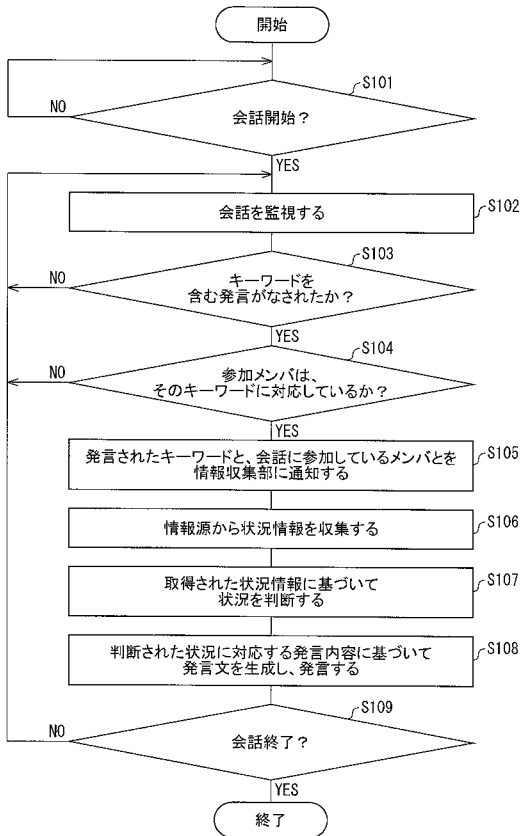 開始
S101
NO
会話開始？
YES
S102
会話を監視する
S103
NO
キーワードを
含む発言がなされたか？
YES
S104
NO
参加メンバは、
そのキーワードに対応しているか？
YES
S105
発言されたキーワードと、会話に参加しているメンバとを
情報収集部に通知する
S106
情報源から状況情報を収集する
S107
取得された状況情報に基づいて
状況を判断する
S108
判断された状況に対応する発言内容に基づいて
発言文を生成し、発言する
S109
NO
会話終了？
YES
終了